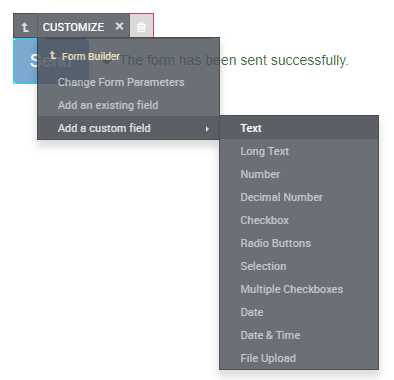 CUSTOMIZE
Form Builder
Send
The form has been sent successfully.
Change Form Parameters
Add an existing field
Add a custom field
Text
Long Text
Number
Decimal Number
Checkbox
Radio Buttons
Selection
Multiple Checkboxes
Date
Date & Time
File Upload